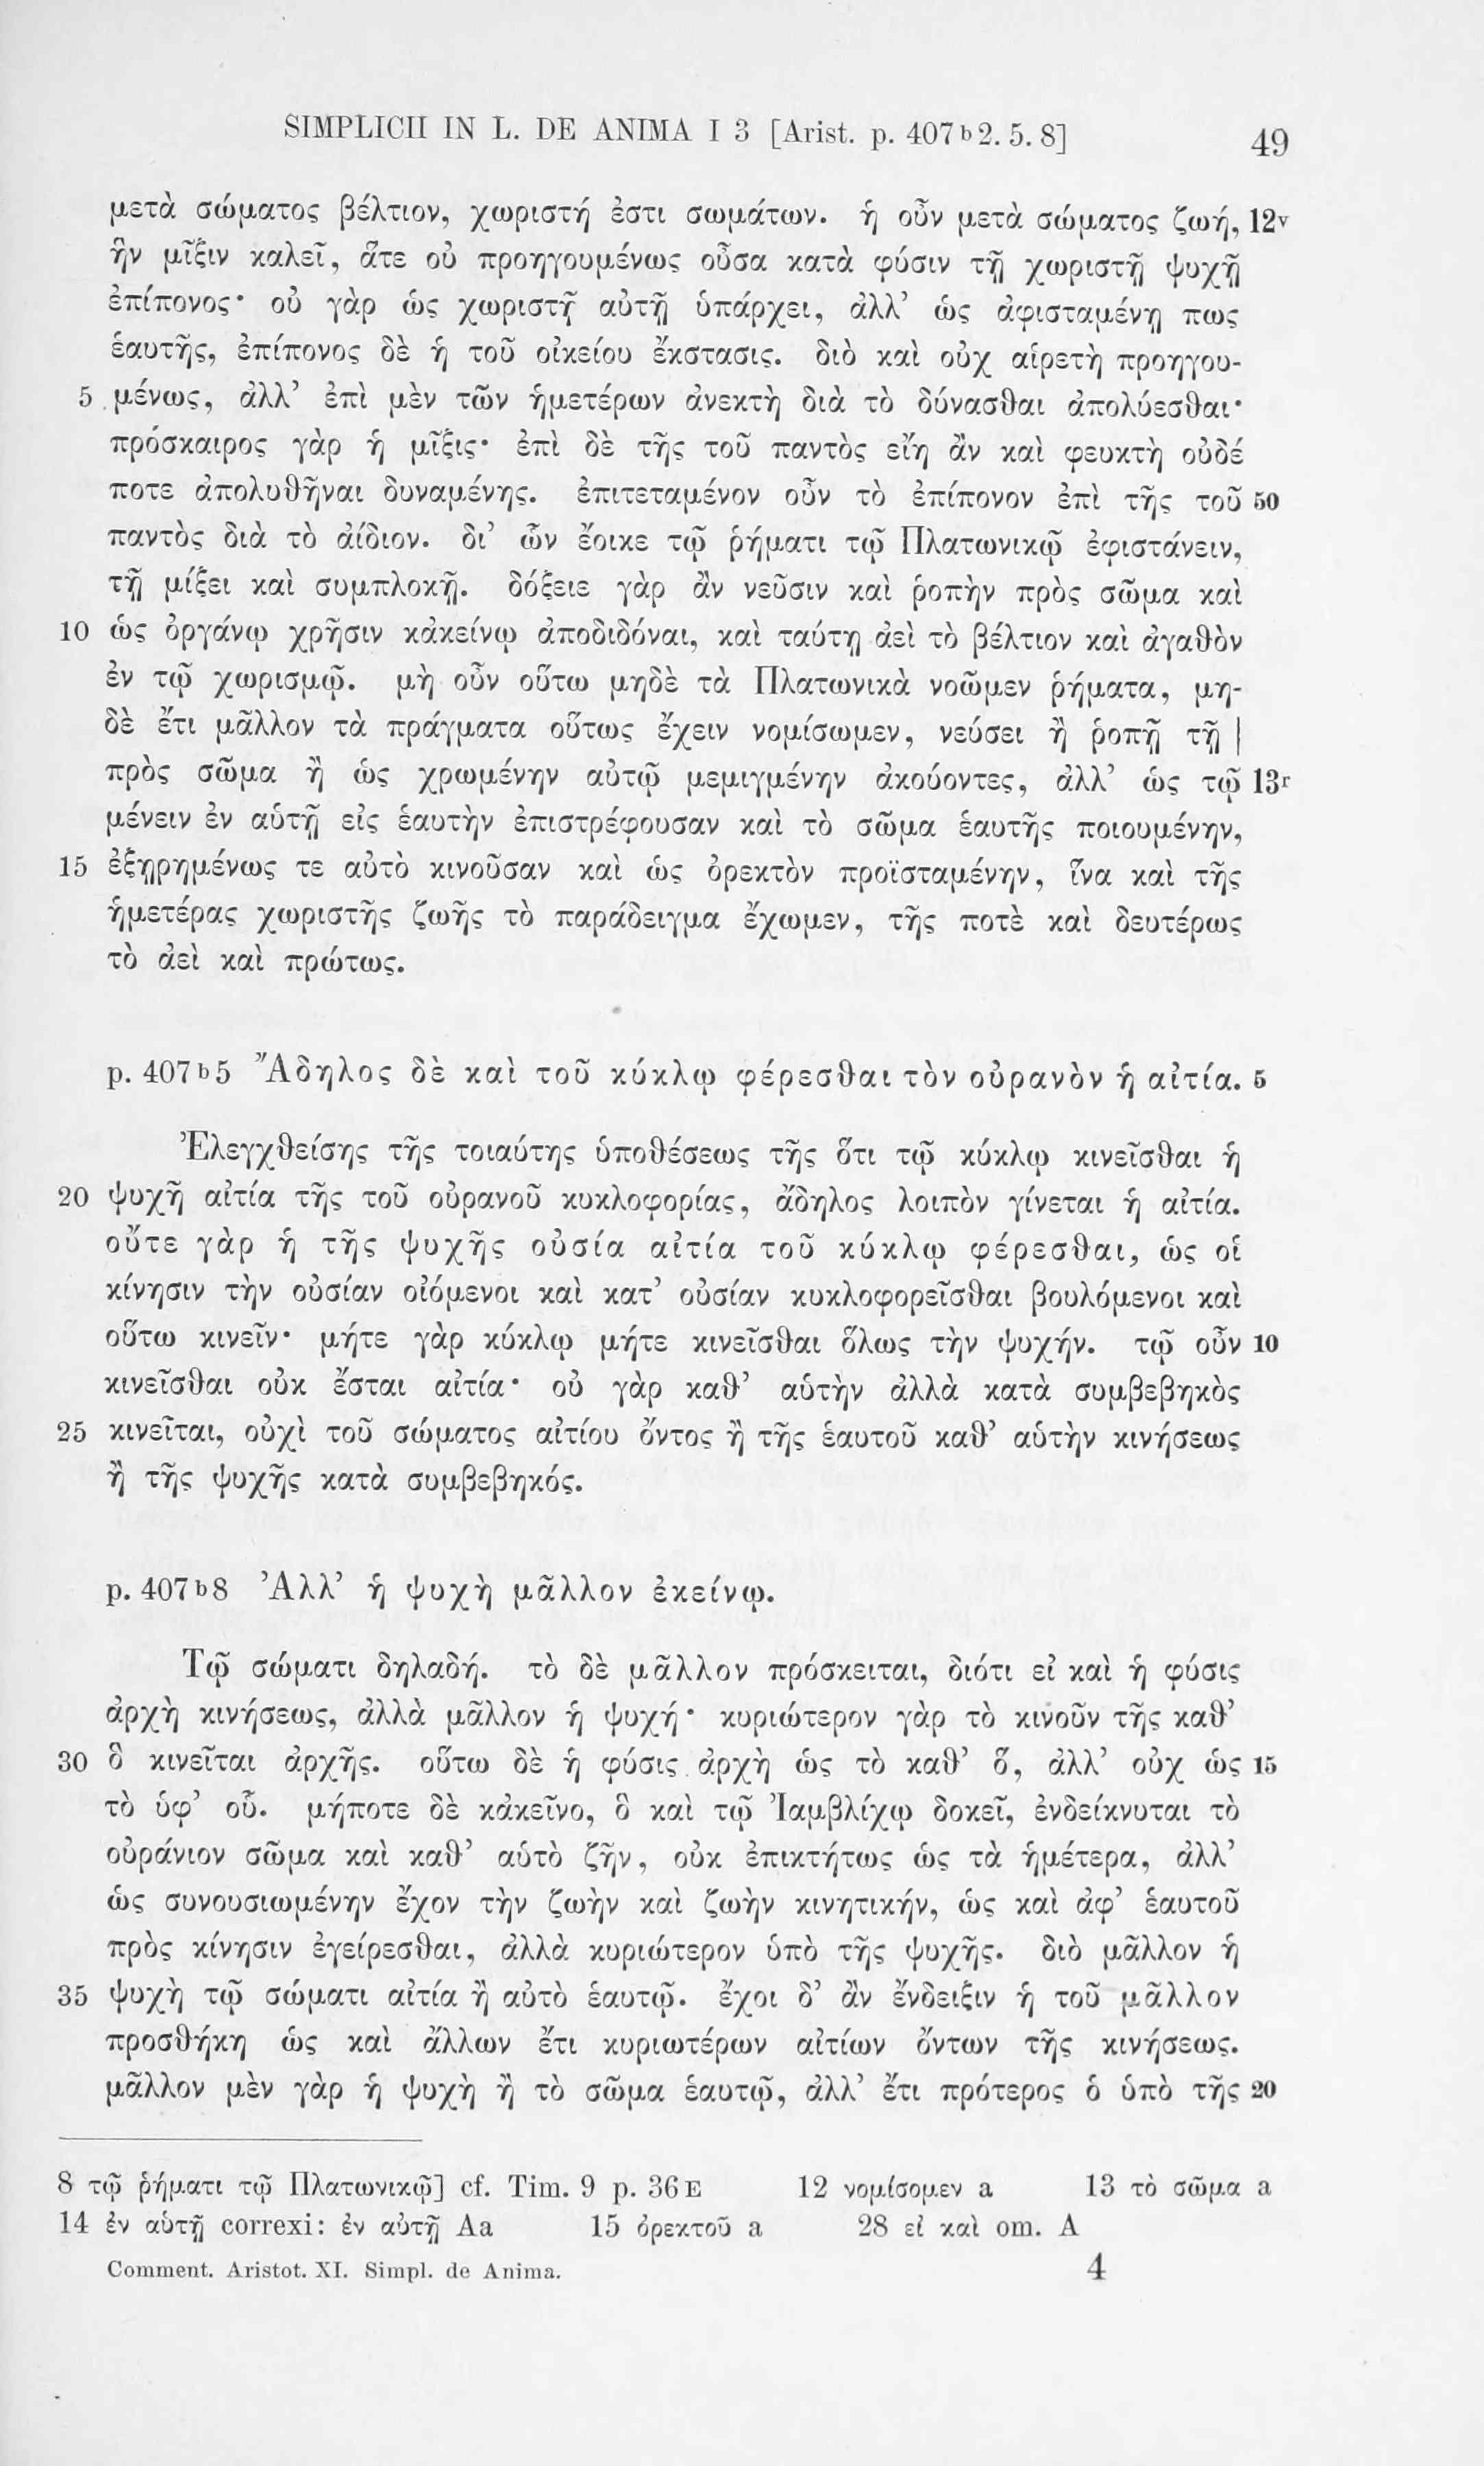 SIMPLICII IN L. DE ANIMA I 3 [Arist. p. 407ᵇ2. 5. 8] 49
μετὰ σώματος βέλτιον, χωριστή ἐστι σωμάτων. ἡ οὖν μετὰ σώματος ζωή, 12ᵛ
ἣν μῖξιν καλεῖ, ἅτε οὐ προηγουμένως οὖσα κατὰ φύσιν τῇ χωριστῇ ψυχῇ
ἐπίπονος· οὐ γὰρ ὡς χωριστῇ αὐτῇ ὑπάρχει, ἀλλ’ ὡς ἀφισταμένῃ πως
ἑαυτῆς, ἐπίπονος δὲ ἡ τοῦ οἰκείου ἔκστασις. διὸ καὶ οὐχ αἱρετὴ προηγου-
5 μένως, ἀλλ’ ἐπὶ μὲν τῶν ἡμετέρων ἀνεκτὴ διὰ τὸ δύνασθαι ἀπολύεσθαι·
πρόσκαιρος γὰρ ἡ μῖξις· ἐπὶ δὲ τῆς τοῦ παντὸς εἴη ἂν καὶ φευκτὴ οὐδέ
ποτε ἀπολυθῆναι δυναμένης. ἐπιτεταμένον οὖν τὸ ἐπίπονον ἐπὶ τῆς τοῦ 50
παντὸς διὰ τὸ ἀίδιον. δι’ ὧν ἔοικε τῷ ῥήματι τῷ Πλατωνικῷ ἐφιστάνειν,
τῇ μίξει καὶ συμπλοκῇ. δόξειε γὰρ ἂν νεῦσιν καὶ ῥοπὴν πρὸς σῶμα καὶ
10 ὡς ὀργάνῳ χρῆσιν κἀκείνῳ ἀποδιδόναι, καὶ ταύτῃ ἀεὶ τὸ βέλτιον καὶ ἀγαθὸν
ἐν τῷ χωρισμῷ. μὴ οὖν οὕτω μηδὲ τὰ Πλατωνικὰ νοῶμεν ῥήματα, μη-
δὲ ἔτι μᾶλλον τὰ πράγματα οὕτως ἔχειν νομίσωμεν, νεύσει ἢ ῥοπῇ τῇ |
πρὸς σῶμα ἢ ὡς χρωμένην αὐτῷ μεμιγμένην ἀκούοντες, ἀλλ’ ὡς τῷ 13ʳ
μένειν ἐν αὑτῇ εἰς ἑαυτὴν ἐπιστρέφουσαν καὶ τὸ σῶμα ἑαυτῆς ποιουμένην,
15 ἐξῃρημένως τε αὐτὸ κινοῦσαν καὶ ὡς ὀρεκτὸν προϊσταμένην, ἵνα καὶ τῆς
ἡμετέρας χωριστῆς ζωῆς τὸ παράδειγμα ἔχωμεν, τῆς ποτὲ καὶ δευτέρως
τὸ ἀεὶ καὶ πρώτως.
p. 407ᵇ5 Ἄδηλος δὲ καὶ τοῦ κύκλῳ φέρεσθαι τὸν οὐρανὸν ἡ αἰτία. 5
Ἐλεγχθείσης τῆς τοιαύτης ὑποθέσεως τῆς ὅτι τῷ κύκλῳ κινεῖσθαι ἡ
20 ψυχῆ αἰτία τῆς τοῦ οὐρανοῦ κυκλοφορίας, ἄδηλος λοιπὸν γίνεται ἡ αἰτία.
οὔτε γὰρ ἡ τῆς ψυχῆς οὐσία αἰτία τοῦ κύκλῳ φέρεσθαι, ὡς οἱ
κίνησιν τὴν οὐσίαν οἰόμενοι καὶ κατ’ οὐσίαν κυκλοφορεῖσθαι βουλόμενοι καὶ
οὕτω κινεῖν· μήτε γὰρ κύκλῳ μήτε κινεῖσθαι ὅλως τὴν ψυχήν. τῷ οὖν 10
κινεῖσθαι οὐκ ἔσται αἰτία· οὐ γὰρ καθ’ αὑτὴν ἀλλὰ κατὰ συμβεβηκὸς
25 κινεῖται, οὐχὶ τοῦ σώματος αἰτίου ὄντος ἢ τῆς ἑαυτοῦ καθ’ αὑτὴν κινήσεως
ἢ τῆς ψυχῆς κατὰ συμβεβηκός.
p. 407ᵇ8 Ἀλλ’ ἡ ψυχὴ μᾶλλον ἐκείνῳ.
Τῷ σώματι δηλαδή. τὸ δὲ μᾶλλον πρόσκειται, διότι εἰ καὶ ἡ φύσις
ἀρχὴ κινήσεως, ἀλλὰ μᾶλλον ἡ ψυχή· κυριώτερον γὰρ τὸ κινοῦν τῆς καθ’
30 ὃ κινεῖται ἀρχῆς. οὕτω δὲ ἡ φύσις ἀρχὴ ὡς τὸ καθ’ ὅ, ἀλλ’ οὐχ ὡς 15
τὸ ὑφ’ οὗ. μήποτε δὲ κἀκεῖνο, ὃ καὶ τῷ Ἰαμβλίχῳ δοκεῖ, ἐνδείκνυται τὸ
οὐράνιον σῶμα καὶ καθ’ αὑτὸ ζῆν, οὐκ ἐπικτήτως ὡς τὰ ἡμέτερα, ἀλλ’
ὡς συνουσιωμένην ἔχον τὴν ζωὴν καὶ ζωὴν κινητικήν, ὡς καὶ ἀφ’ ἑαυτοῦ
πρὸς κίνησιν ἐγείρεσθαι, ἀλλὰ κυριώτερον ὑπὸ τῆς ψυχῆς. διὸ μᾶλλον ἡ
35 ψυχὴ τῷ σώματι αἰτία ἢ αὐτὸ ἑαυτῷ. ἔχοι δ’ ἂν ἔνδειξιν ἡ τοῦ μᾶλλον
προσθήκη ὡς καὶ ἄλλων ἔτι κυριωτέρων αἰτίων ὄντων τῆς κινήσεως.
μᾶλλον μὲν γὰρ ἡ ψυχὴ ἢ τὸ σῶμα ἑαυτῷ, ἀλλ’ ἔτι πρότερος ὁ ὑπὸ τῆς 20
8 τῷ ῥήματι τῷ Πλατωνικῷ] cf. Tim. 9 p. 36E 12 νομίσομεν a 13 τὸ σῶμα a
14 ἐν αὑτῇ correxi: ἐν αὐτῇ Aa 15 ὀρεκτοῦ a 28 εἰ καὶ om. A
Comment. Aristot. XI. Simpl. de Anima. 4